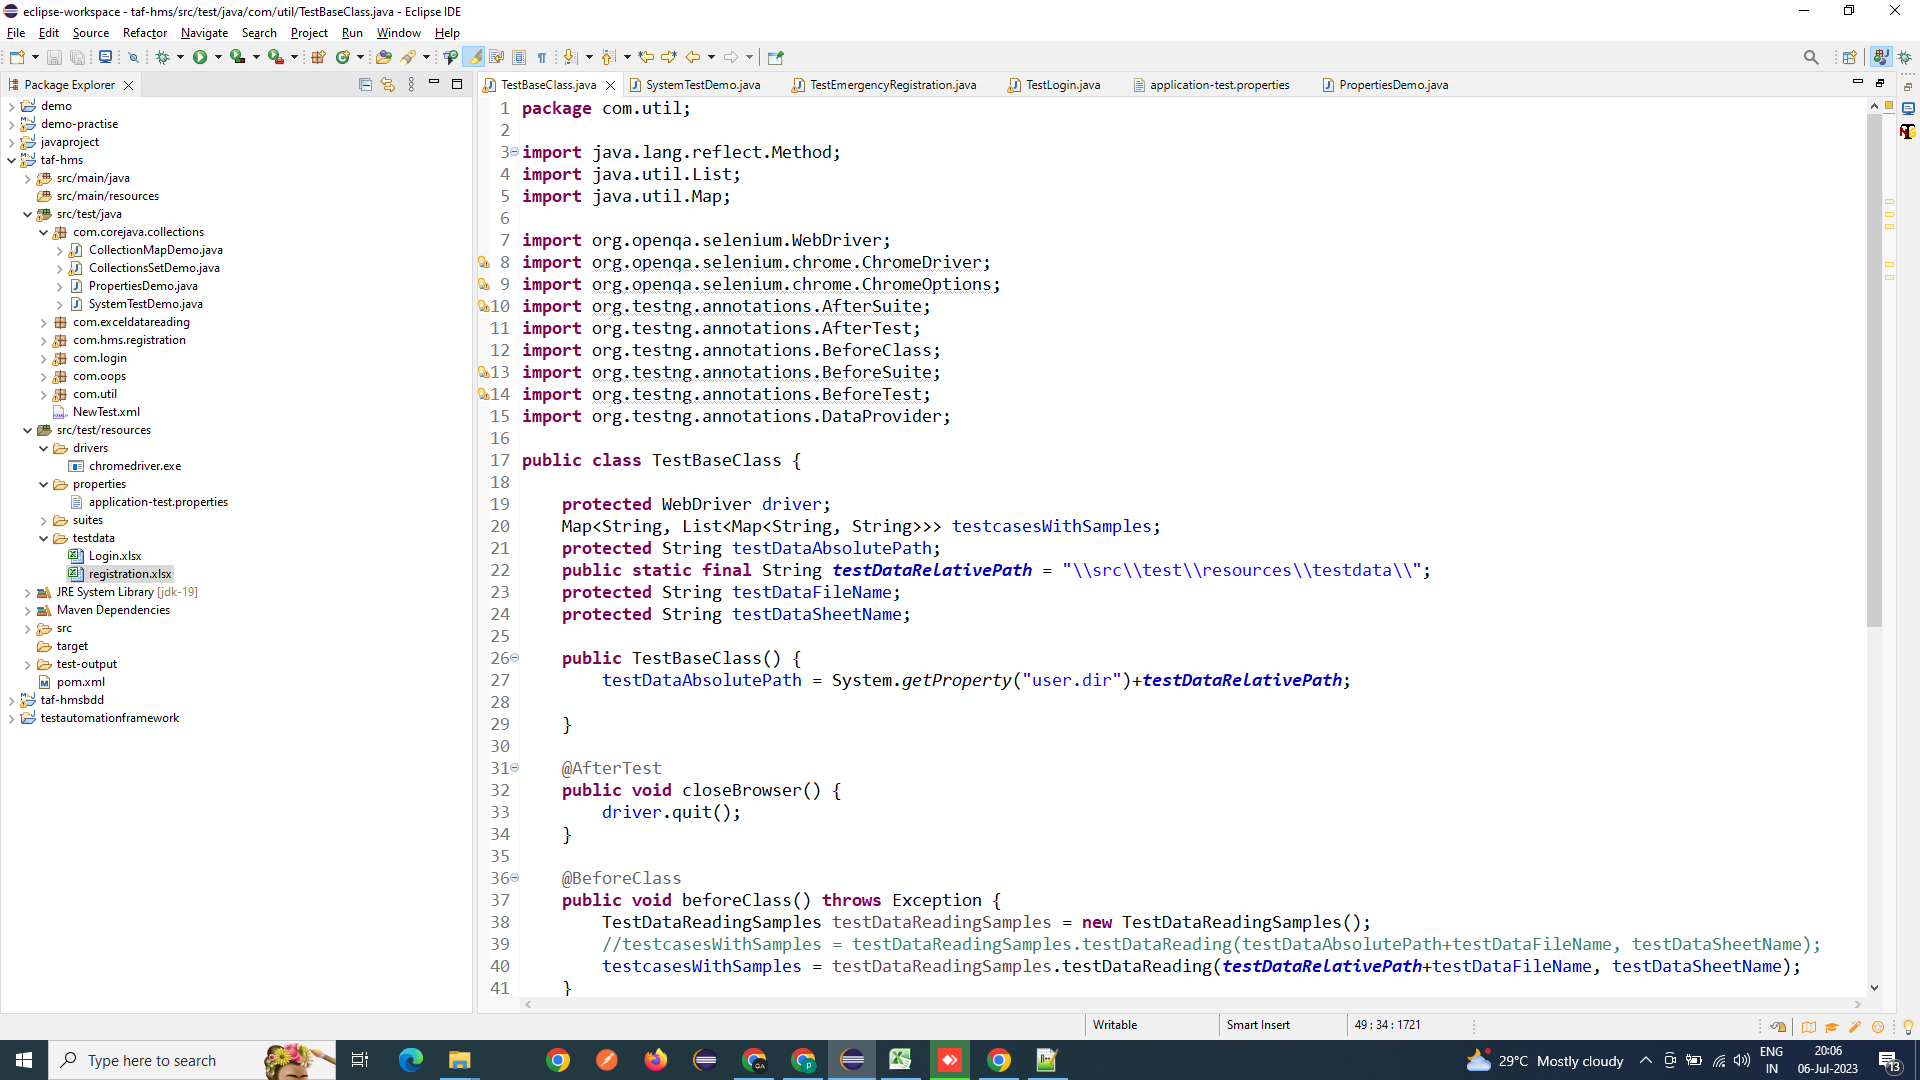 eclipse-workspace - taf-hms/src/test/java/com/util/TestBaseClass.java - Eclipse IDE
File Edit Source Refactor Navigate Search Project Run Window Help
Package Explorer
demo
demo-practise
javaproject
taf-hms
src/main/java
src/main/resources
src/test/java
com.corejava.collections
CollectionMapDemo.java
CollectionsSetDemo.java
PropertiesDemo.java
SystemTestDemo.java
com.exceldatareading
com.hms.registration
com.login
com.oops
com.util
NewTest.xml
src/test/resources
drivers
chromedriver.exe
properties
application-test.properties
suites
testdata
Login.xlsx
registration.xlsx
JRE System Library [jdk-19]
Maven Dependencies
src
target
test-output
pom.xml
taf-hmsbdd
testautomationframework
TestBaseClass.java SystemTestDemo.java TestEmergencyRegistration.java TestLogin.java application-test.properties PropertiesDemo.java
1 package com.util;
2
3 import java.lang.reflect.Method;
4 import java.util.List;
5 import java.util.Map;
6
7 import org.openqa.selenium.WebDriver;
8 import org.openqa.selenium.chrome.ChromeDriver;
9 import org.openqa.selenium.chrome.ChromeOptions;
10 import org.testng.annotations.AfterSuite;
11 import org.testng.annotations.AfterTest;
12 import org.testng.annotations.BeforeClass;
13 import org.testng.annotations.BeforeSuite;
14 import org.testng.annotations.BeforeTest;
15 import org.testng.annotations.DataProvider;
16
17 public class TestBaseClass {
18
19 protected WebDriver driver;
20 Map<String, List<Map<String, String>>> testcasesWithSamples;
21 protected String testDataAbsolutePath;
22 public static final String testDataRelativePath = "\\src\\test\\resources\\testdata\\";
23 protected String testDataFileName;
24 protected String testDataSheetName;
25
26 public TestBaseClass() {
27 testDataAbsolutePath = System.getProperty("user.dir")+testDataRelativePath;
28
29 }
30
31 @AfterTest
32 public void closeBrowser() {
33 driver.quit();
34 }
35
36 @BeforeClass
37 public void beforeClass() throws Exception {
38 TestDataReadingSamples testDataReadingSamples = new TestDataReadingSamples();
39 //testcasesWithSamples = testDataReadingSamples.testDataReading(testDataAbsolutePath+testDataFileName, testDataSheetName);
40 testcasesWithSamples = testDataReadingSamples.testDataReading(testDataRelativePath+testDataFileName, testDataSheetName);
41 }
Writable Smart Insert 49 : 34 : 1721
Type here to search
29°C Mostly cloudy
ENG
IN
20:06
06-Jul-2023
13